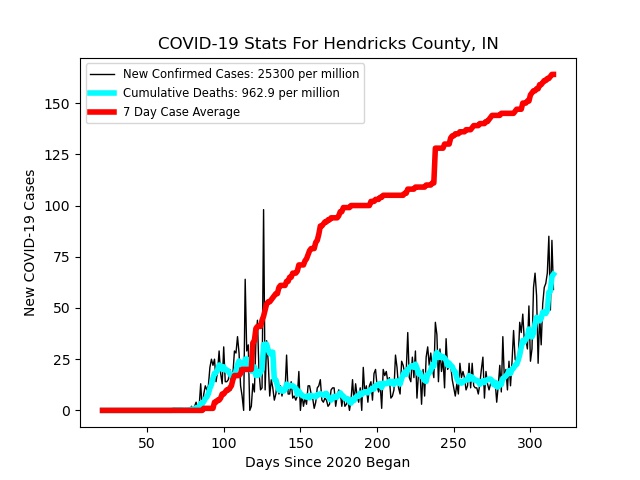 COVID-19 Stats For Hendricks County, IN
New Confirmed Cases: 25300 per million
Cumulative Deaths: 962.9 per million
7 Day Case Average
New COVID-19 Cases
150
125
100
75
50
25
0
50 100 150 200 250 300
Days Since 2020 Began